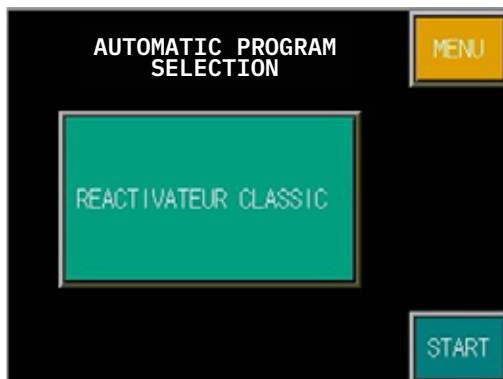 AUTOMATIC PROGRAM
SELECTION
MENU
REACTIVATEUR CLASSIC
START